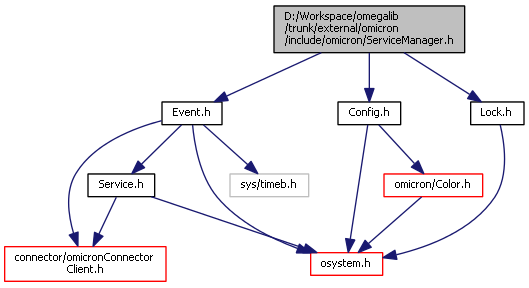 D:/Workspace/omegalib
/trunk/external/omicron
/include/omicron/ServiceManager.h
Event.h
Config.h
Lock.h
Service.h
sys/timeb.h
omicron/Color.h
connector/omicronConnector
Client.h
osystem.h